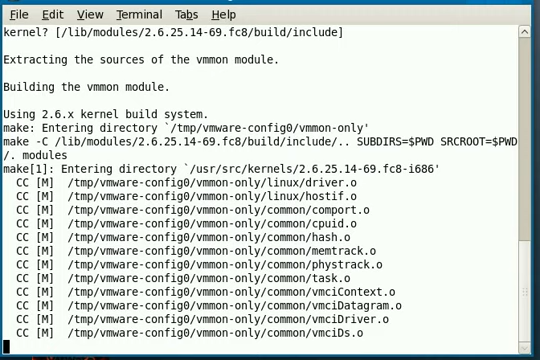 File Edit View Terminal Tabs Help
kernel? [/lib/modules/2.6.25.14-69.fc8/build/include]
Extracting the sources of the vmmon module.
Building the vmmon module.
Using 2.6.x kernel build system.
make: Entering directory `/tmp/vmware-config0/vmmon-only'
make -C /lib/modules/2.6.25.14-69.fc8/build/include/.. SUBDIRS=$PWD SRCROOT=$PWD
/. modules
make[1]: Entering directory `/usr/src/kernels/2.6.25.14-69.fc8-i686'
CC [M]  /tmp/vmware-config0/vmmon-only/linux/driver.o
CC [M]  /tmp/vmware-config0/vmmon-only/linux/hostif.o
CC [M]  /tmp/vmware-config0/vmmon-only/common/comport.o
CC [M]  /tmp/vmware-config0/vmmon-only/common/cpuid.o
CC [M]  /tmp/vmware-config0/vmmon-only/common/hash.o
CC [M]  /tmp/vmware-config0/vmmon-only/common/memtrack.o
CC [M]  /tmp/vmware-config0/vmmon-only/common/phystrack.o
CC [M]  /tmp/vmware-config0/vmmon-only/common/task.o
CC [M]  /tmp/vmware-config0/vmmon-only/common/vmciContext.o
CC [M]  /tmp/vmware-config0/vmmon-only/common/vmciDatagram.o
CC [M]  /tmp/vmware-config0/vmmon-only/common/vmciDriver.o
CC [M]  /tmp/vmware-config0/vmmon-only/common/vmciDs.o